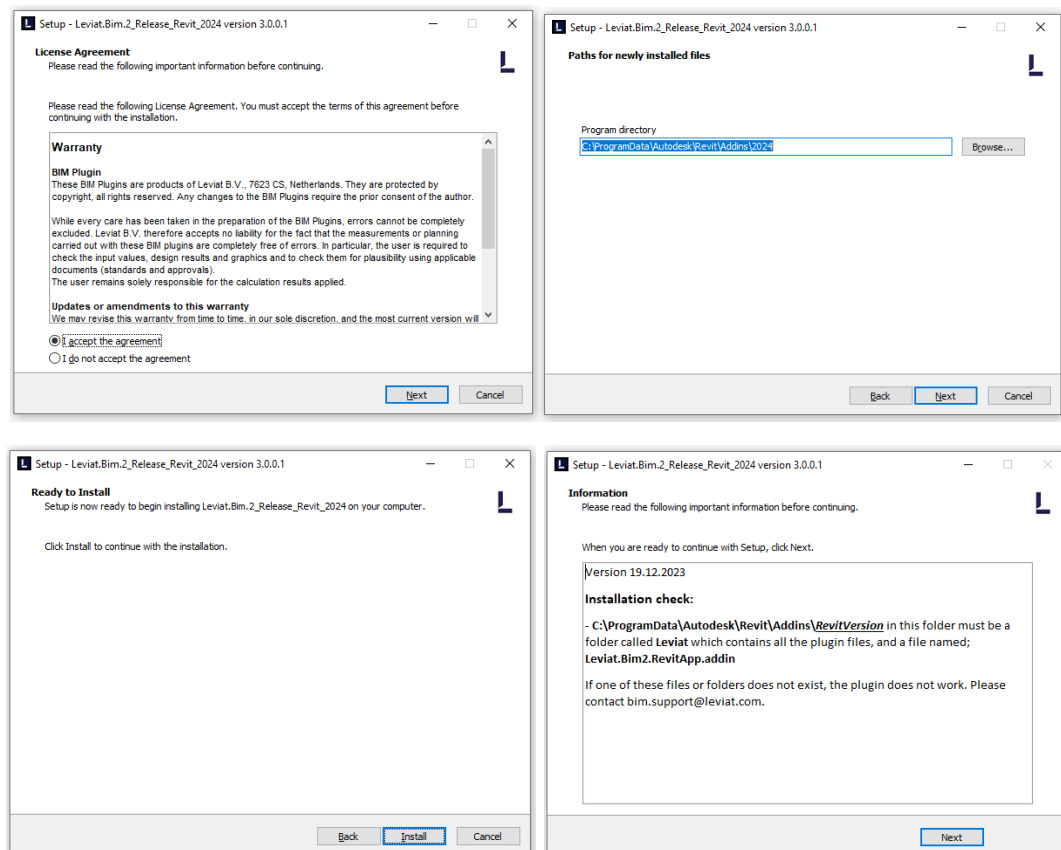 Setup - Leviat.Bim.2_Release_Revit_2024 version 3.0.0.1
License Agreement
Please read the following important information before continuing.
Please read the following License Agreement. You must accept the terms of this agreement before
continuing with the installation.
Warranty
BIM Plugin
These BIM Plugins are products of Leviat B.V., 7623 CS, Netherlands. They are protected by
copyright, all rights reserved. Any changes to the BIM Plugins require the prior consent of the author.
While every care has been taken in the preparation of the BIM Plugins, errors cannot be completely
excluded. Leviat B.V. therefore accepts no liability for the fact that the measurements or planning
carried out with these BIM plugins are completely free of errors. In particular, the user is required to
check the input values, design results and graphics and to check them for plausibility using applicable
documents (standards and approvals).
The user remains solely responsible for the calculation results applied.
Updates or amendments to this warranty
We may revise this warranty from time to time, in our sole discretion, and the most current version will
I accept the agreement
I do not accept the agreement
Next
Cancel
Setup - Leviat.Bim.2_Release_Revit_2024 version 3.0.0.1
Paths for newly installed files
Program directory
C:\ProgramData\Autodesk\Revit\Addins\2024
Browse...
Back
Next
Cancel
Setup - Leviat.Bim.2_Release_Revit_2024 version 3.0.0.1
Ready to Install
Setup is now ready to begin installing Leviat.Bim.2_Release_Revit_2024 on your computer.
Click Install to continue with the installation.
Back
Install
Cancel
Setup - Leviat.Bim.2_Release_Revit_2024 version 3.0.0.1
Information
Please read the following important information before continuing.
When you are ready to continue with Setup, click Next.
Version 19.12.2023
Installation check:
- C:\ProgramData\Autodesk\Revit\Addins\RevitVersion in this folder must be a
folder called Leviat which contains all the plugin files, and a file named;
Leviat.Bim2.RevitApp.addin
If one of these files or folders does not exist, the plugin does not work. Please
contact bim.support@leviat.com.
Next